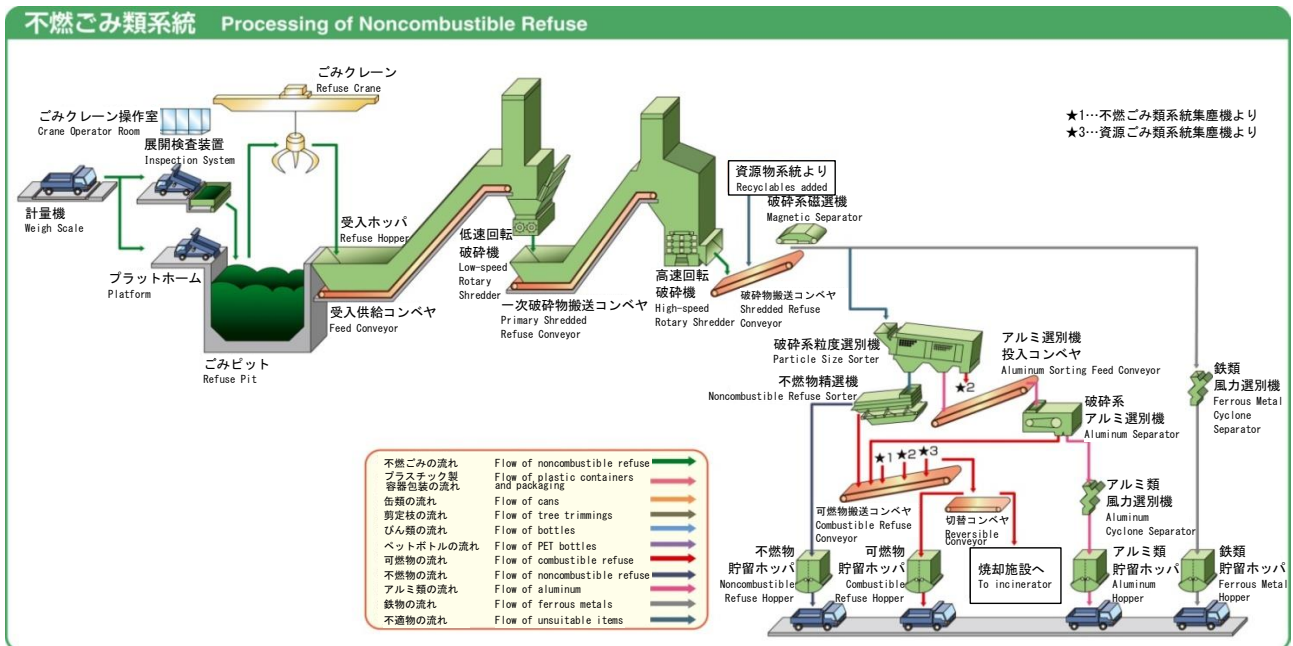 不燃ごみ類系統 Processing of Noncombustible Refuse
ごみクレーン
Refuse Crane
ごみクレーン操作室
Crane Operator Room
展開検査装置
Inspection System
計量機
Weigh Scale
プラットホーム
Platform
ごみピット
Refuse Pit
受入ホッパ
Refuse Hopper
受入供給コンベヤ
Feed Conveyor
低速回転
破砕機
Low-speed
Rotary
Shredder
一次破砕物搬送コンベヤ
Primary Shredded
Refuse Conveyor
高速回転
破砕機
High-speed
Rotary Shredder
資源物系統より
Recyclables added
破砕系磁選機
Magnetic Separator
破砕物搬送コンベヤ
Shredded Refuse
Conveyor
★1…不燃ごみ類系統集塵機より
★3…資源ごみ類系統集塵機より
破砕系粒度選別機
Particle Size Sorter
アルミ選別機
投入コンベヤ
Aluminum Sorting Feed Conveyor
★2
不燃物精選機
Noncombustible Refuse Sorter
破砕系
アルミ選別機
Aluminum Separator
鉄類
風力選別機
Ferrous Metal
Cyclone
Separator
★1 ★2 ★3
可燃物搬送コンベヤ
Combustible Refuse
Conveyor
切替コンベヤ
Reversible
Conveyor
アルミ類
風力選別機
Aluminum
Cyclone Separator
不燃物
貯留ホッパ
Noncombustible
Refuse Hopper
可燃物
貯留ホッパ
Combustible
Refuse Hopper
焼却施設へ
To incinerator
アルミ類
貯留ホッパ
Aluminum
Hopper
鉄類
貯留ホッパ
Ferrous Metal
Hopper
不燃ごみの流れ Flow of noncombustible refuse
プラスチック製
容器包装の流れ
Flow of plastic containers
and packaging
缶類の流れ Flow of cans
剪定枝の流れ Flow of tree trimmings
びん類の流れ Flow of bottles
ペットボトルの流れ Flow of PET bottles
可燃物の流れ Flow of combustible refuse
不燃物の流れ Flow of noncombustible refuse
アルミ類の流れ Flow of aluminum
鉄物の流れ Flow of ferrous metals
不適物の流れ Flow of unsuitable items